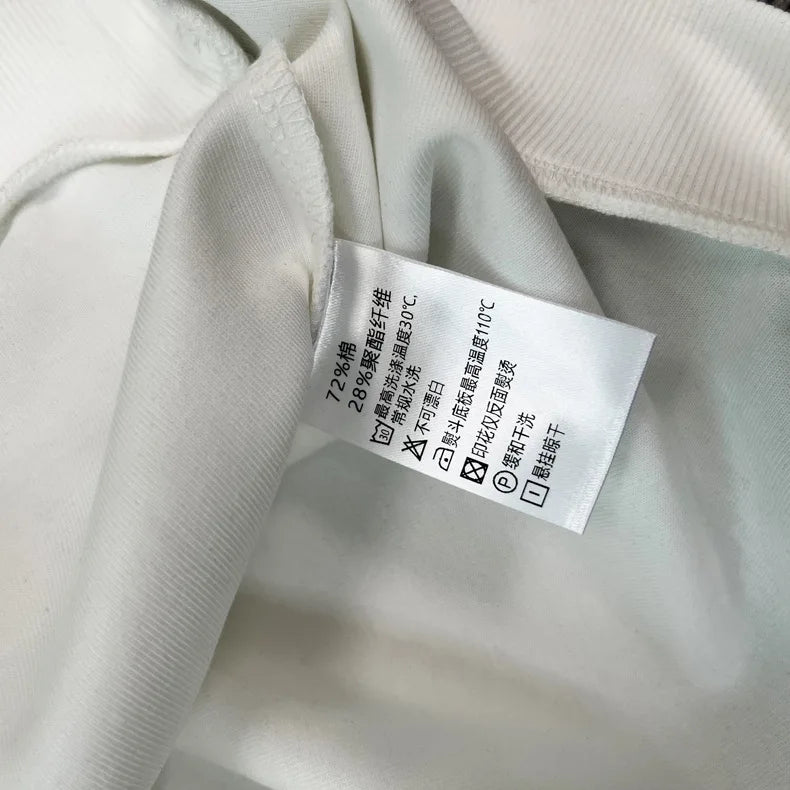 72%棉
28%聚酯纤维
30 最高洗涤温度30℃,
常规水洗
不可漂白
熨斗底板最高温度110℃
印花仅反面熨烫
P 缓和干洗
悬挂晾干